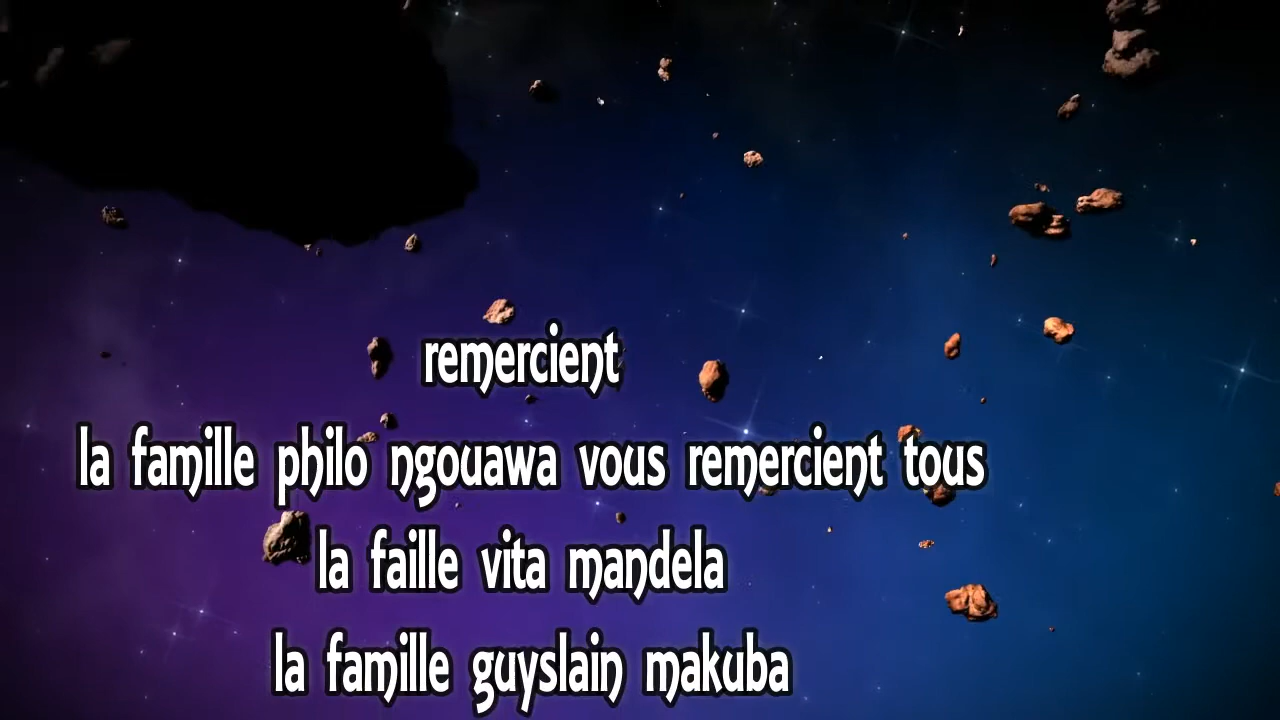 remercient
la famille philo ngouawa vous remercient tous
la faille vita mandela
la famille guyslain makuba